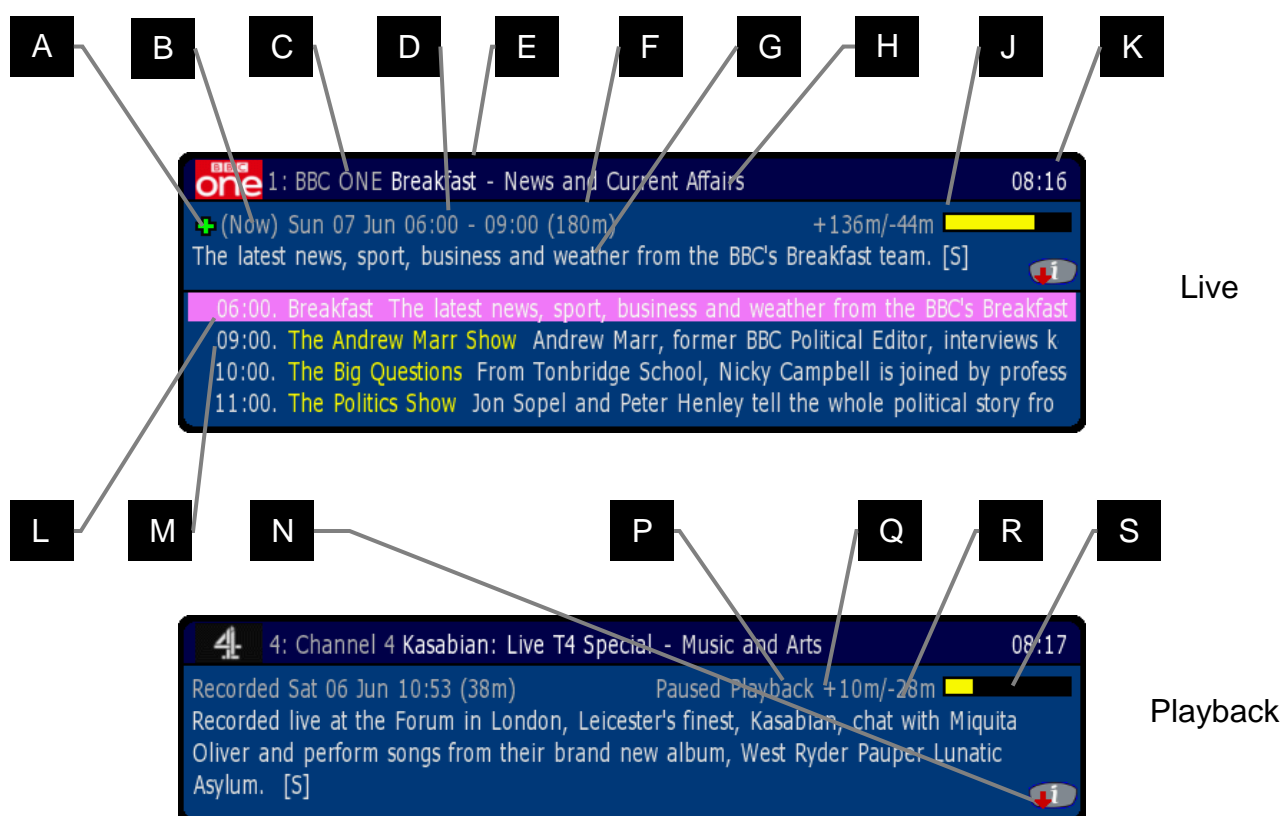 A B C D E F G H J K
BBC
one 1: BBC ONE Breakfast - News and Current Affairs 08:16
(Now) Sun 07 Jun 06:00 - 09:00 (180m) +136m/-44m
The latest news, sport, business and weather from the BBC's Breakfast team. [S]
i
Live
06:00. Breakfast The latest news, sport, business and weather from the BBC's Breakfast
09:00. The Andrew Marr Show Andrew Marr, former BBC Political Editor, interviews k
10:00. The Big Questions From Tonbridge School, Nicky Campbell is joined by profess
11:00. The Politics Show Jon Sopel and Peter Henley tell the whole political story fro
L M N P Q R S
4 4: Channel 4 Kasabian: Live T4 Special - Music and Arts 08:17
Recorded Sat 06 Jun 10:53 (38m) Paused Playback +10m/-28m
Playback
Recorded live at the Forum in London, Leicester's finest, Kasabian, chat with Miquita
Oliver and perform songs from their brand new album, West Ryder Pauper Lunatic
Asylum. [S]
i